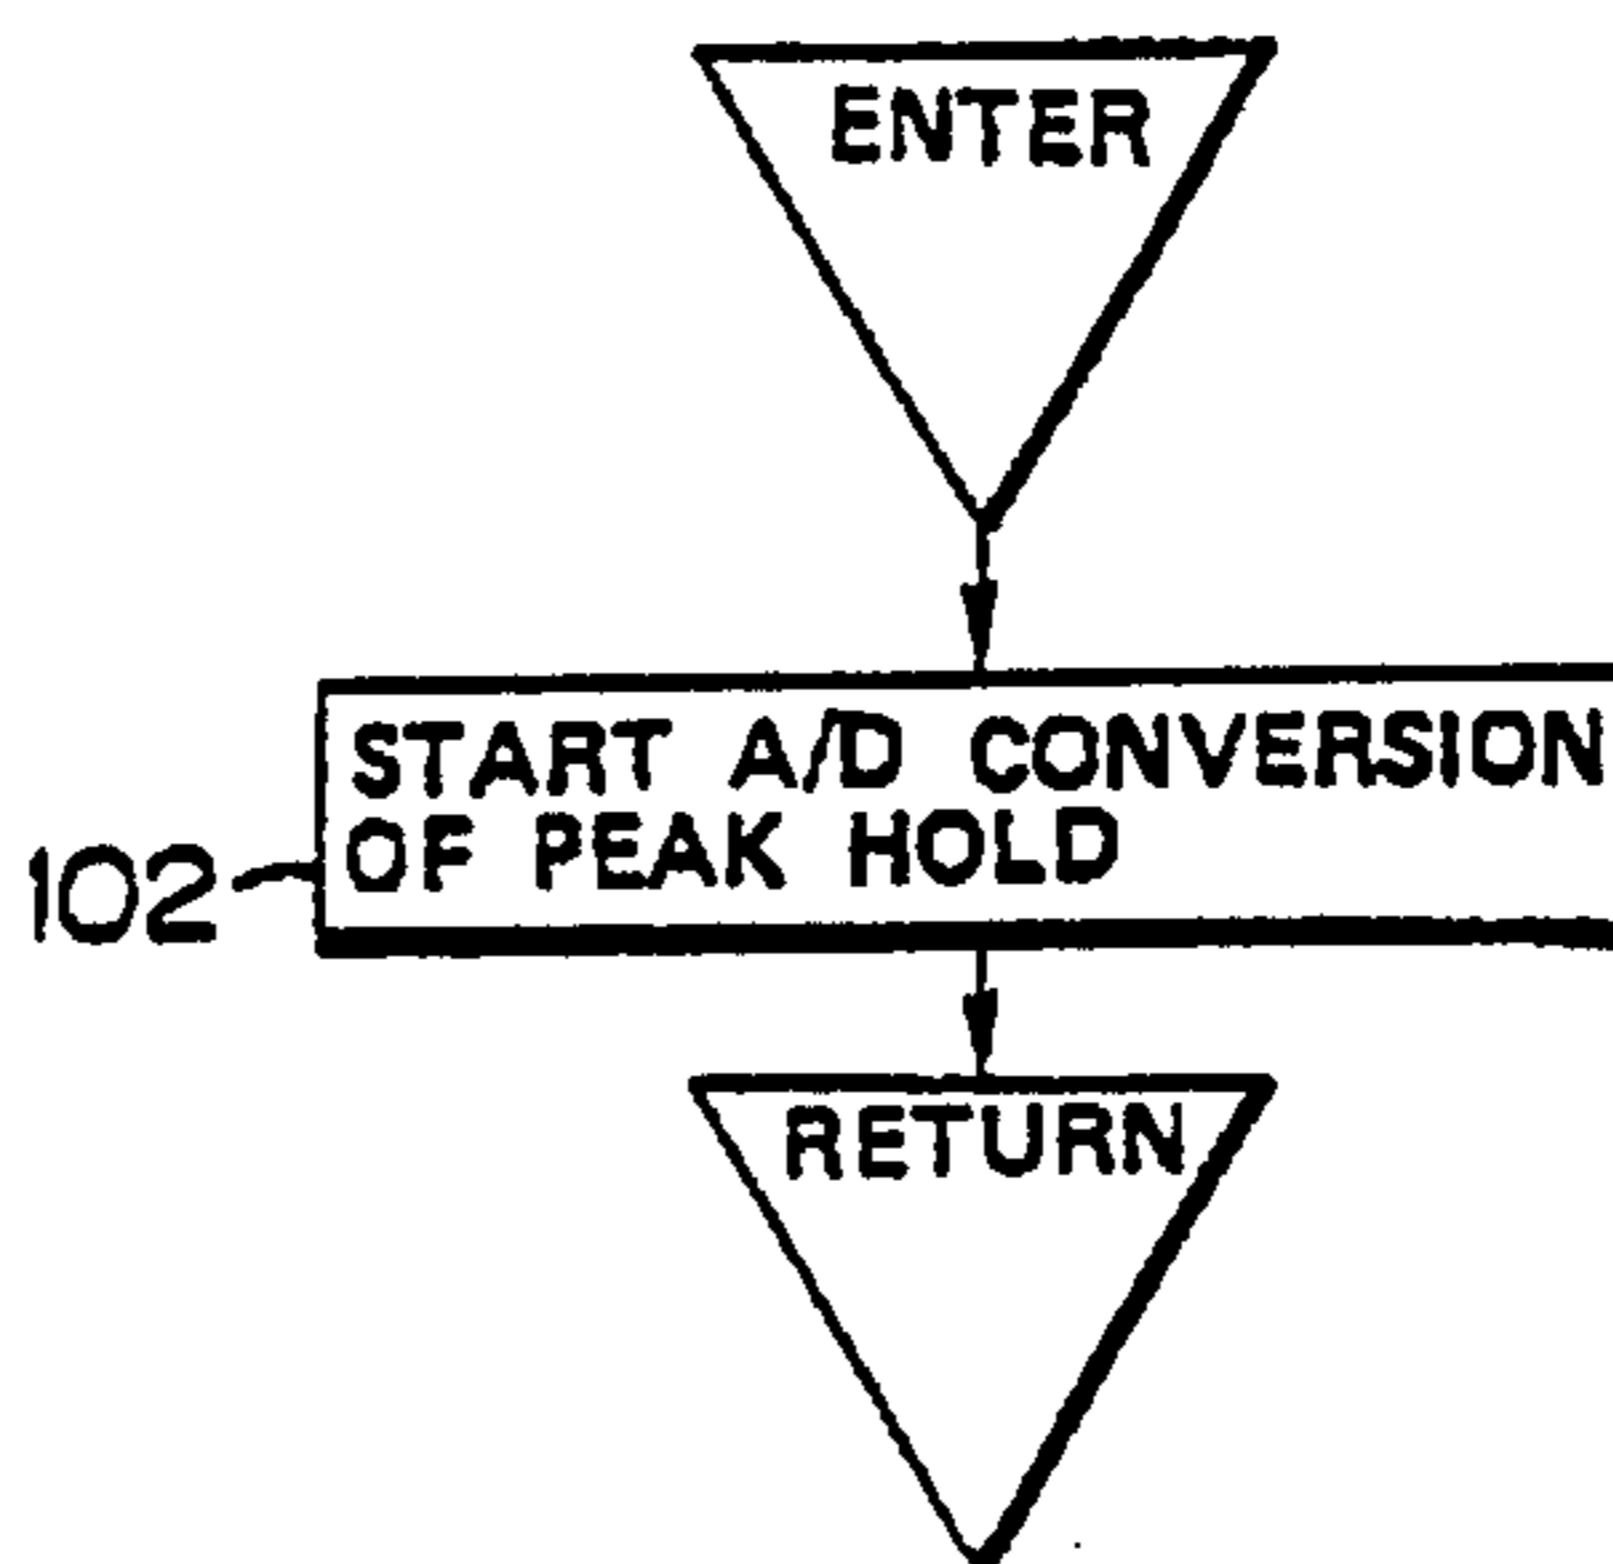 ENTER
START A/D CONVERSION
OF PEAK HOLD
102
RETURN